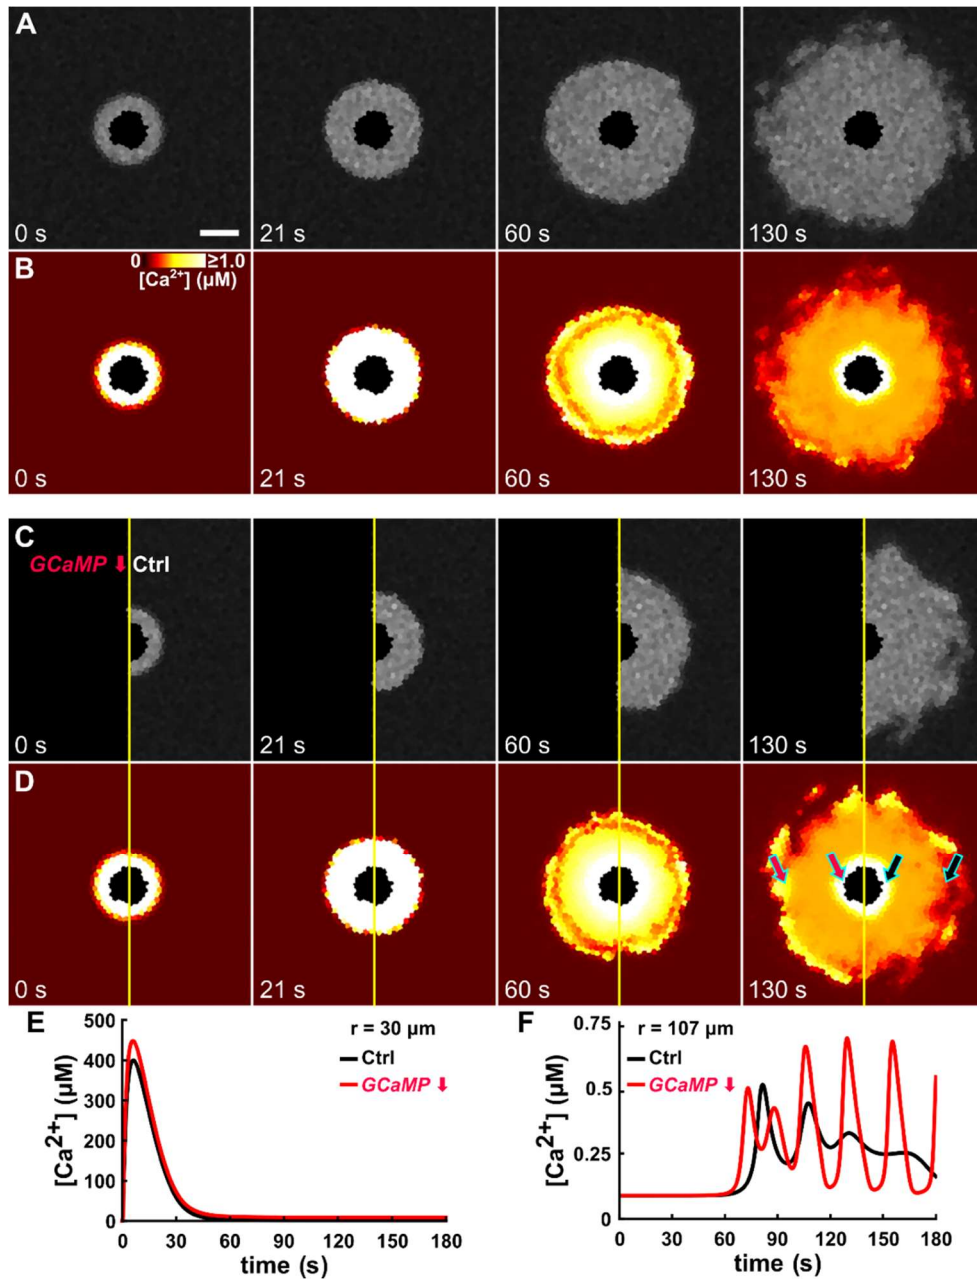 A
0 s
21 s
60 s
130 s
B
0 ≥1.0
[Ca²⁺] (μM)
0 s
21 s
60 s
130 s
C
GCaMP ⬇ Ctrl
0 s
21 s
60 s
130 s
D
0 s
21 s
60 s
130 s
E
r = 30 μm
Ctrl
GCaMP ⬇
[Ca²⁺] (μM)
500
400
300
200
100
0
0 30 60 90 120 150 180
time (s)
F
r = 107 μm
Ctrl
GCaMP ⬇
[Ca²⁺] (μM)
0.75
0.5
0.25
0
0 30 60 90 120 150 180
time (s)